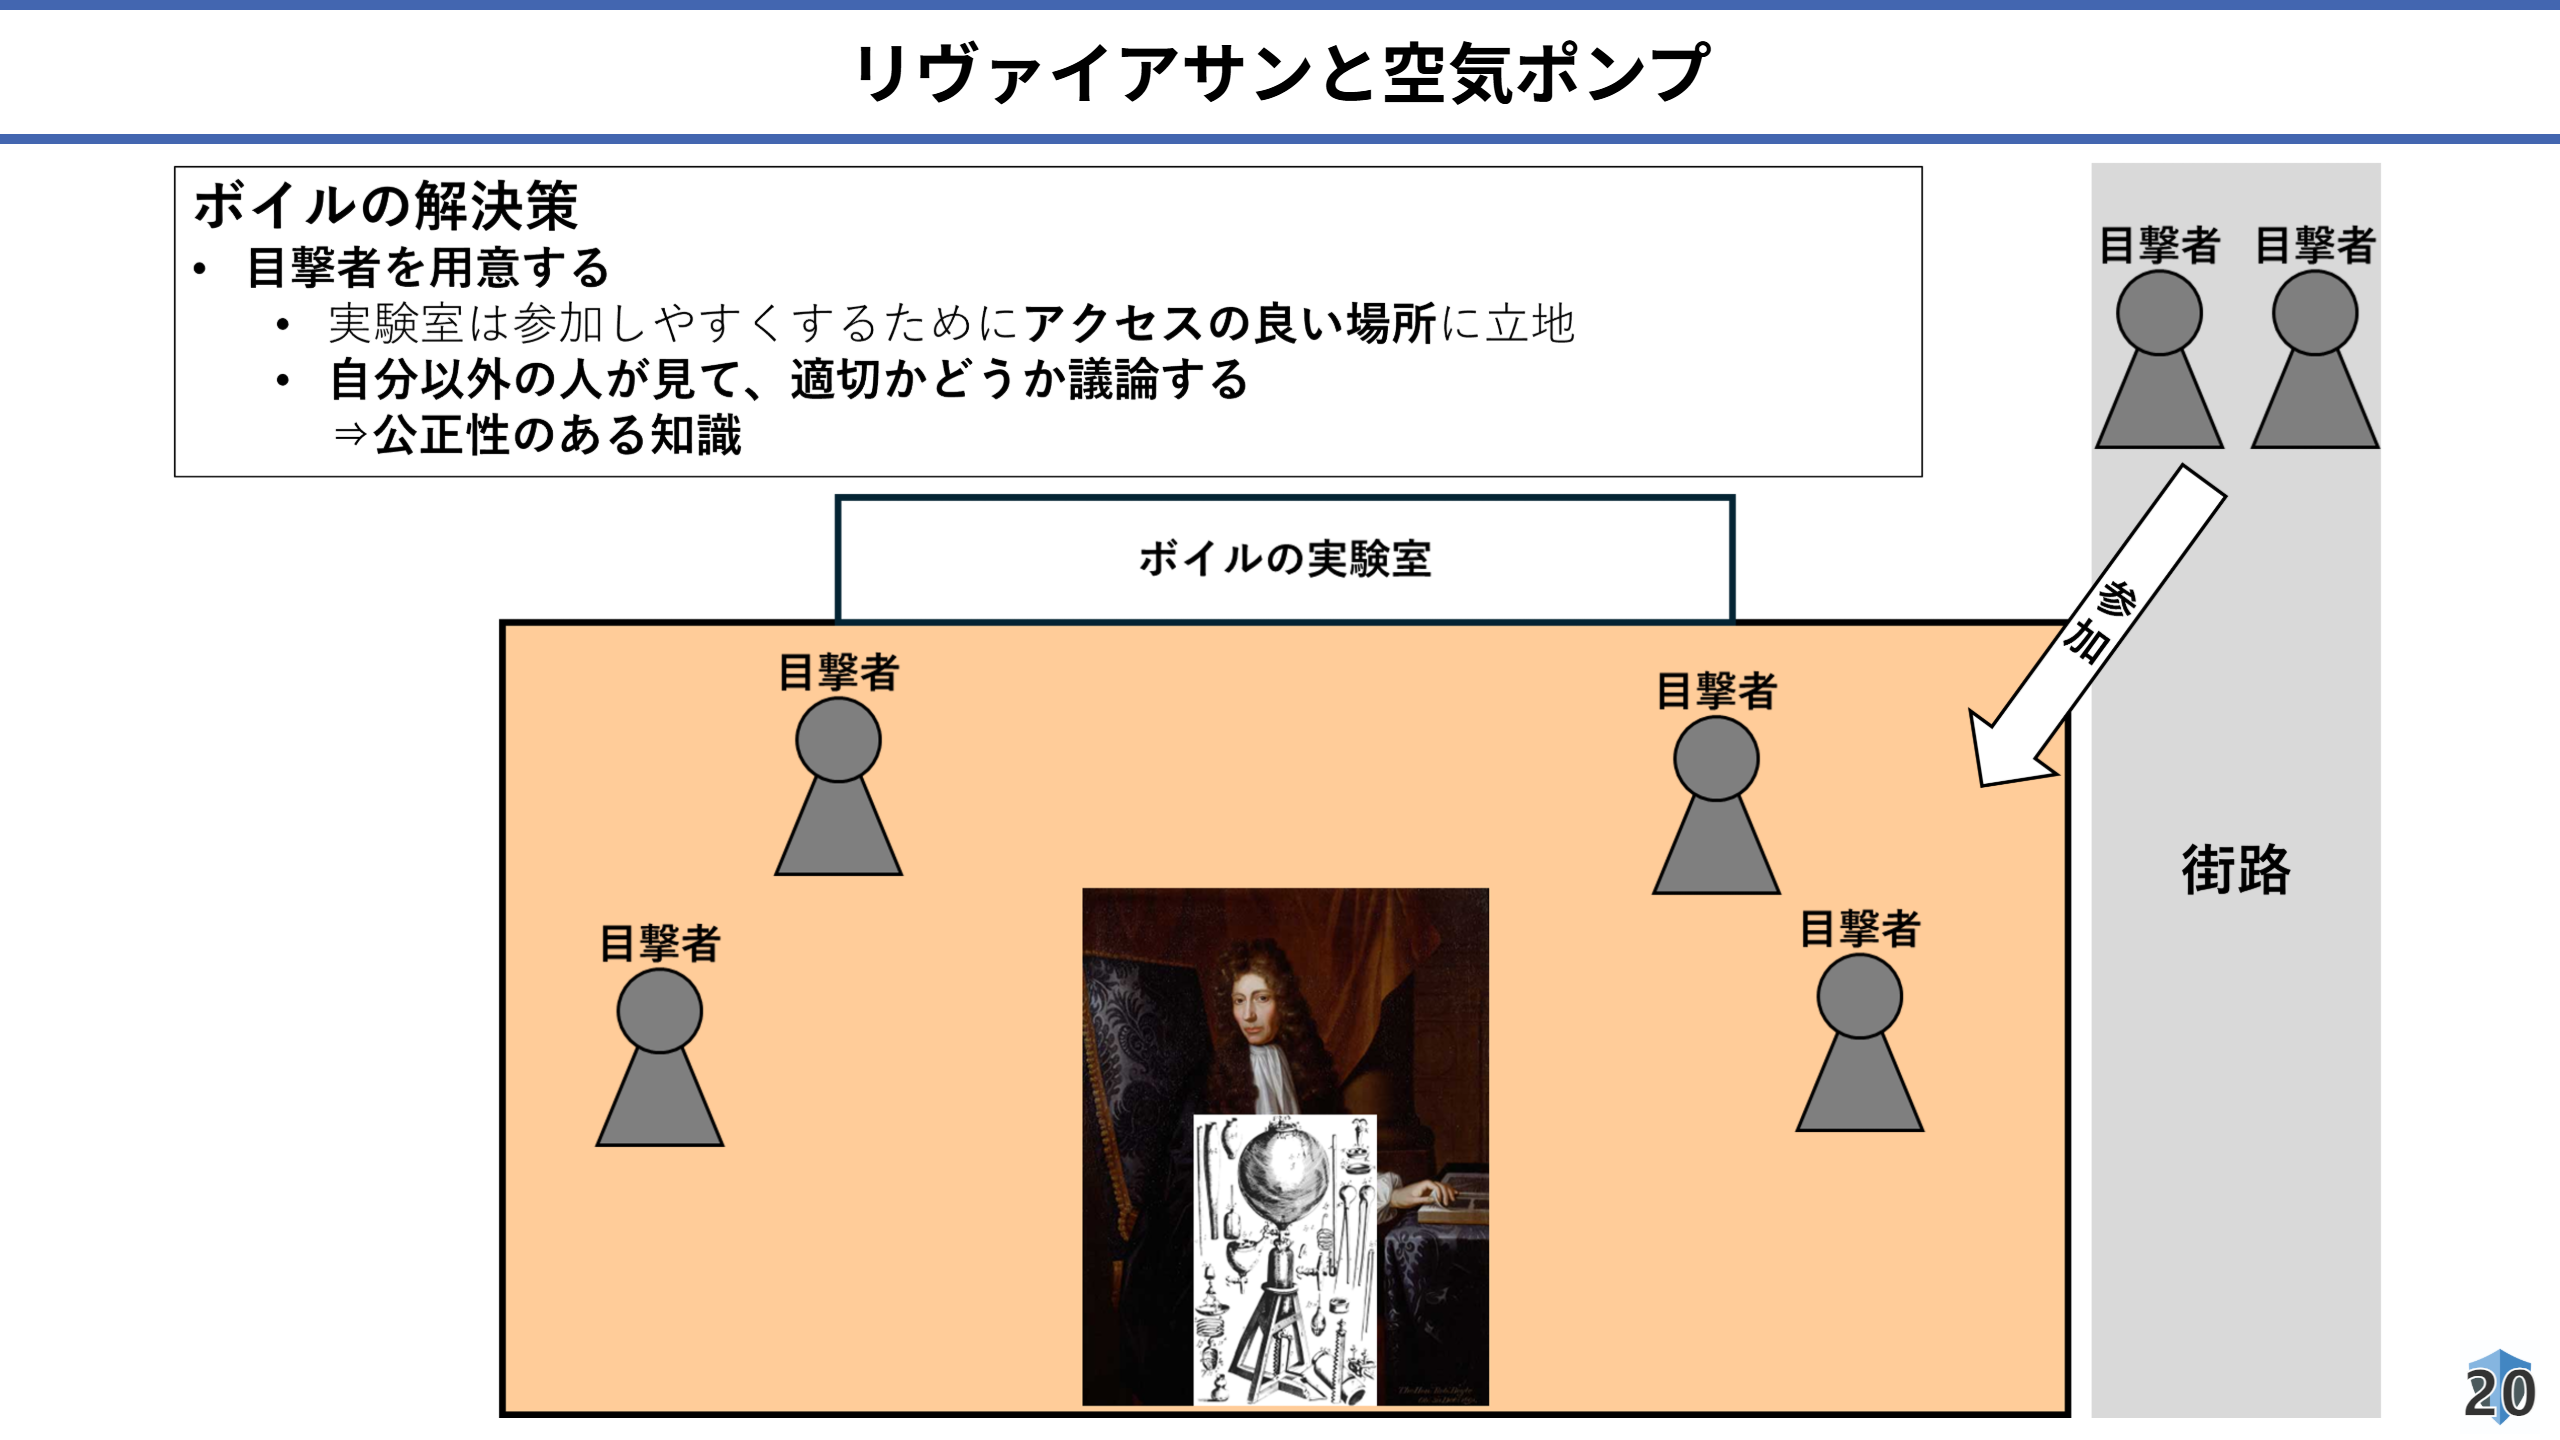 リヴァイアサンと空気ポンプ
ボイルの解決策
• 目撃者を用意する
• 実験室は参加しやすくするためにアクセスの良い場所に立地
• 自分以外の人が見て、適切かどうか議論する
⇒公正性のある知識
目撃者 目撃者
参加
ボイルの実験室
目撃者
目撃者
目撃者
目撃者
街路
20